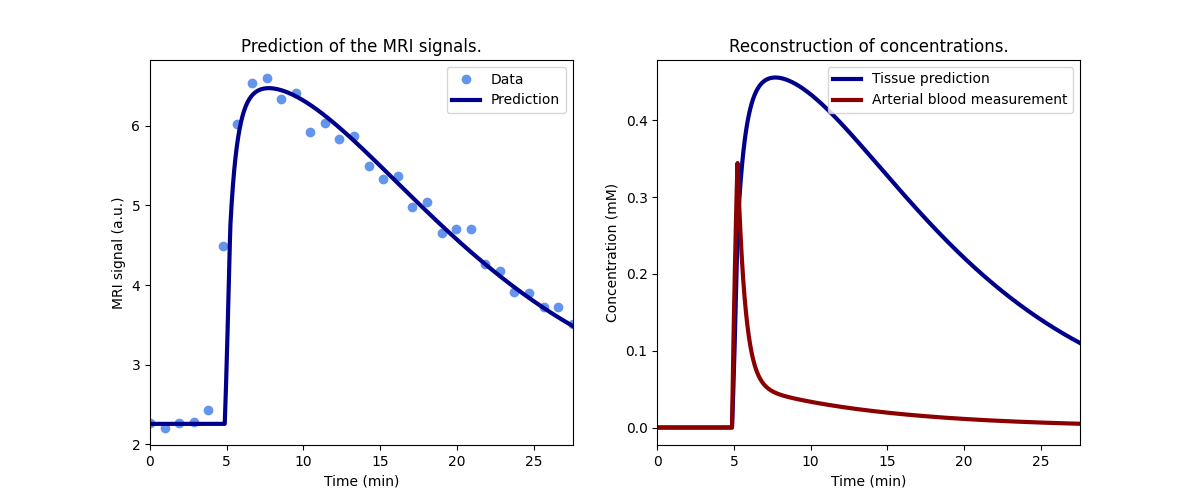 Prediction of the MRI signals.
MRI signal (a.u.)
6
5
4
3
2
Data
Prediction
0
5
10
15
20
25
Time (min)
Reconstruction of concentrations.
Concentration (mM)
0.4
0.3
0.2
0.1
0.0
Tissue prediction
Arterial blood measurement
0
5
10
15
20
25
Time (min)